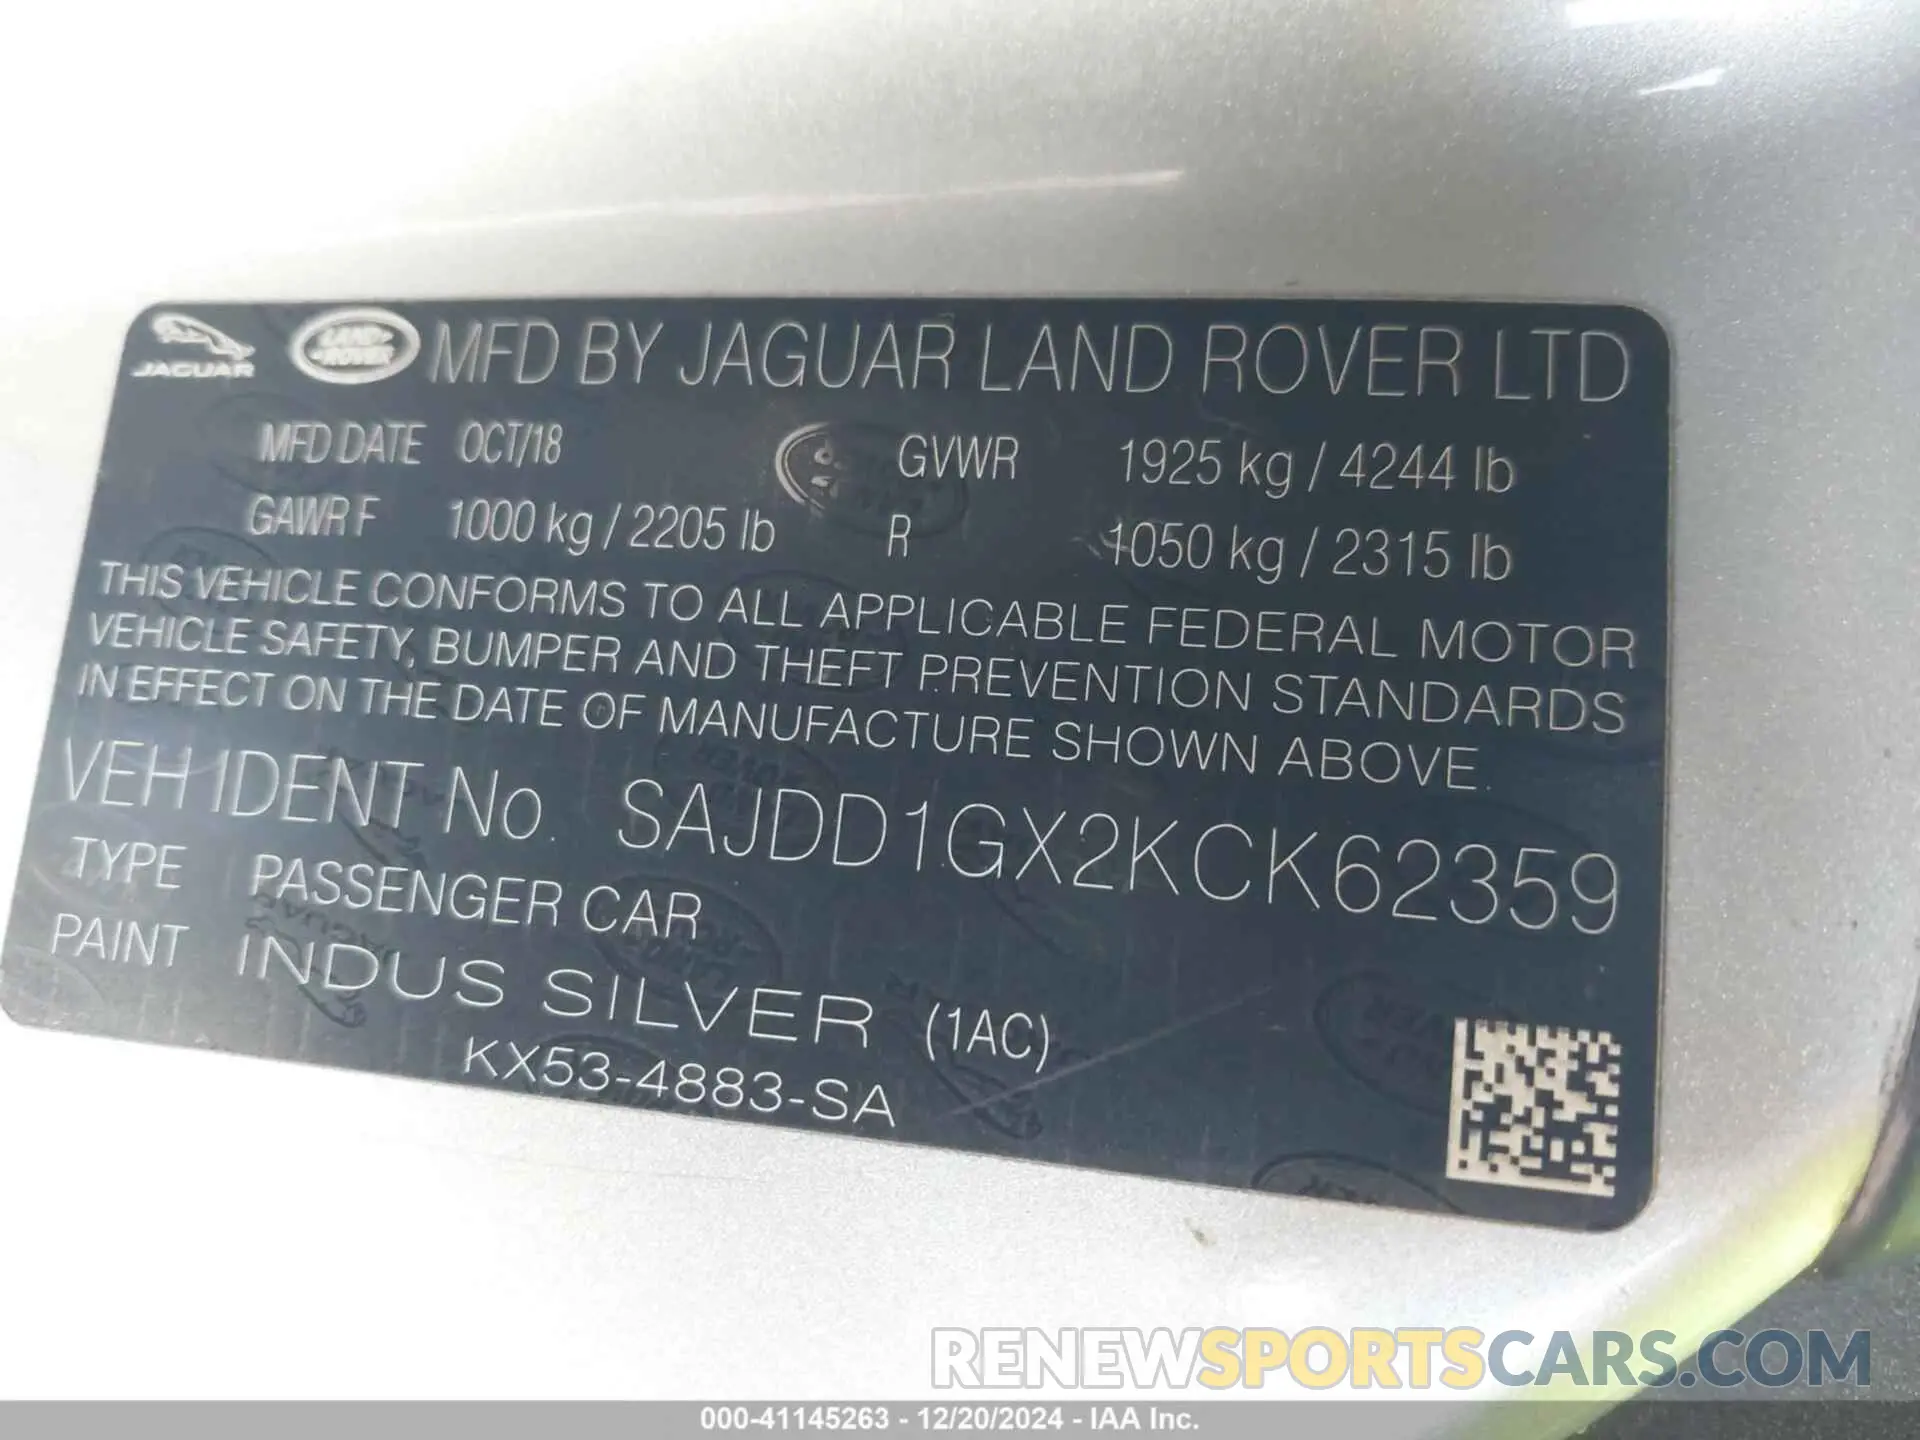 JAGUAR LAND ROVER MFD BY JAGUAR LAND ROVER LTD
MFD DATE OCT/18 GVWR 1925 kg / 4244 lb
GAWR F 1000 kg / 2205 lb R 1050 kg / 2315 lb
THIS VEHICLE CONFORMS TO ALL APPLICABLE FEDERAL MOTOR
VEHICLE SAFETY, BUMPER AND THEFT PREVENTION STANDARDS
IN EFFECT ON THE DATE OF MANUFACTURE SHOWN ABOVE.
VEH IDENT No. SAJDD1GX2KCK62359
TYPE PASSENGER CAR
PAINT INDUS SILVER (1AC)
KX53-4883-SA
RENEWSPORTSCARS.COM
000-41145263 - 12/20/2024 - IAA Inc.